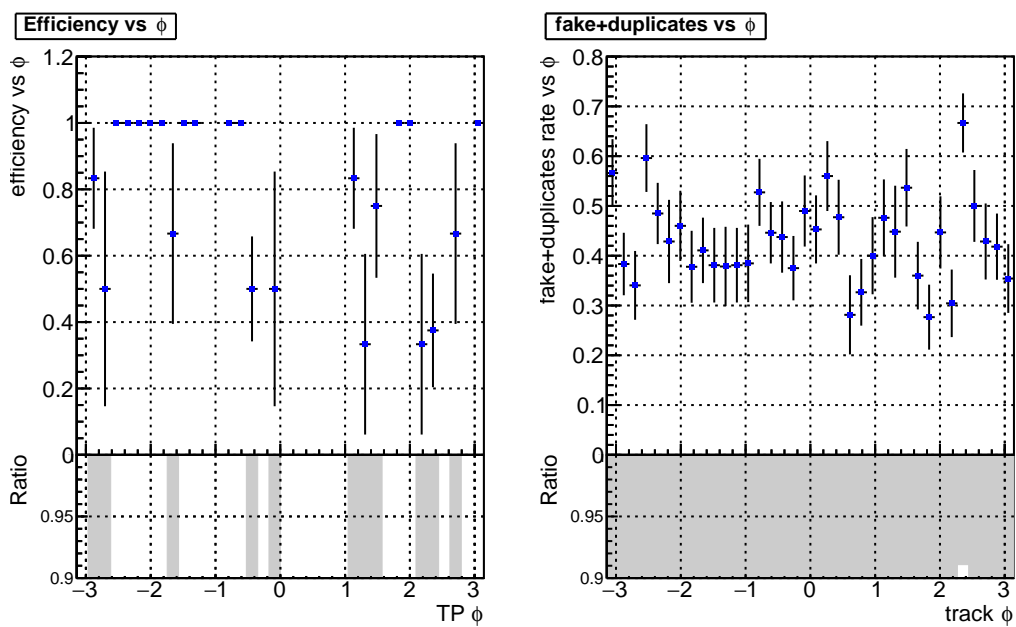 Efficiency vs ϕ
efficiency vs ϕ
1.2
1
0.8
0.6
0.4
0.2
0
Ratio
0.95
0.9
−3 −2 −1 0 1 2 3
TP ϕ
fake+duplicates vs ϕ
fake+duplicates rate vs ϕ
0.8
0.7
0.6
0.5
0.4
0.3
0.2
0.1
0
Ratio
0.95
0.9
−3 −2 −1 0 1 2 3
track ϕ